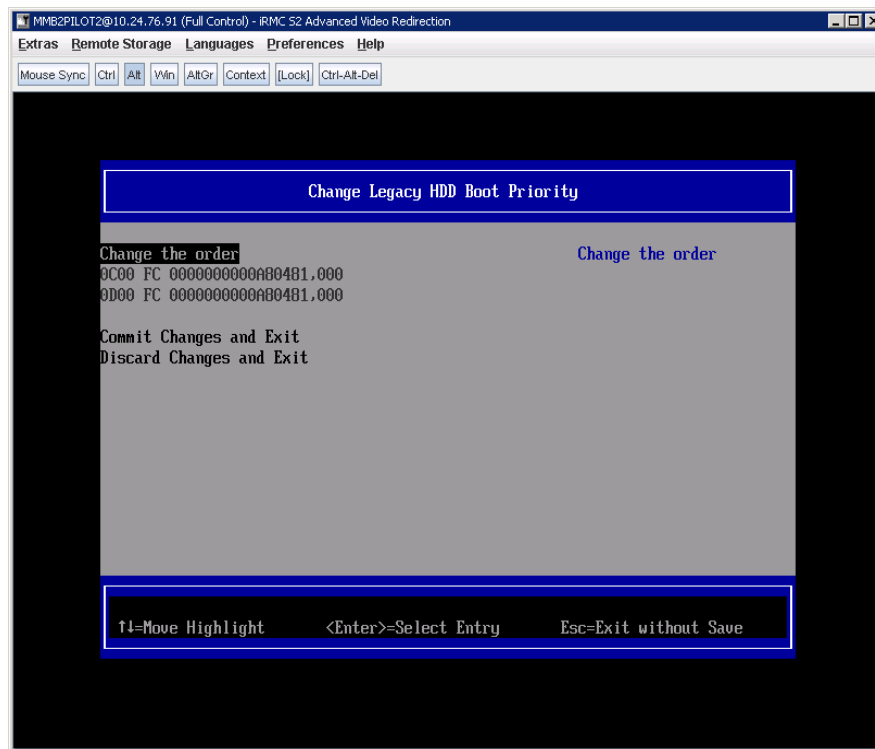 MMB2PILOT2@10.24.76.91 (Full Control) - iRMC S2 Advanced Video Redirection
Extras Remote Storage Languages Preferences Help
Mouse Sync Ctrl Alt Win AltGr Context [Lock] Ctrl-Alt-Del
Change Legacy HDD Boot Priority
Change the order Change the order
0C00 FC 0000000000A80481,000
0D00 FC 0000000000A80481,000
Commit Changes and Exit
Discard Changes and Exit
↑↓=Move Highlight <Enter>=Select Entry Esc=Exit without Save